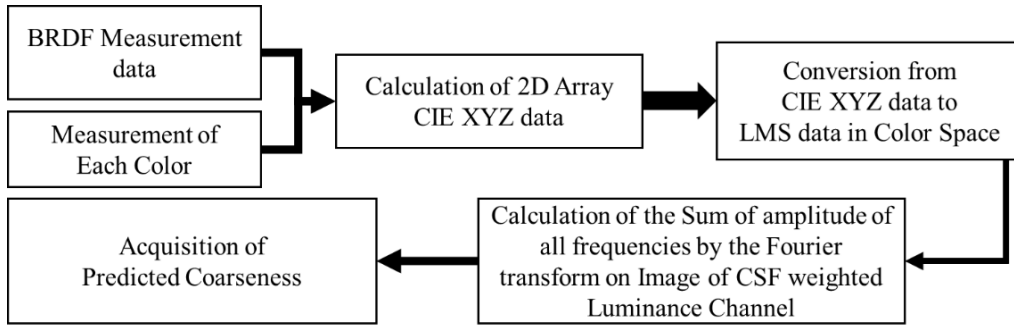 BRDF Measurement
data
Measurement of
Each Color
Calculation of 2D Array
CIE XYZ data
Conversion from
CIE XYZ data to
LMS data in Color Space
Calculation of the Sum of amplitude of
all frequencies by the Fourier
transform on Image of CSF weighted
Luminance Channel
Acquisition of
Predicted Coarseness